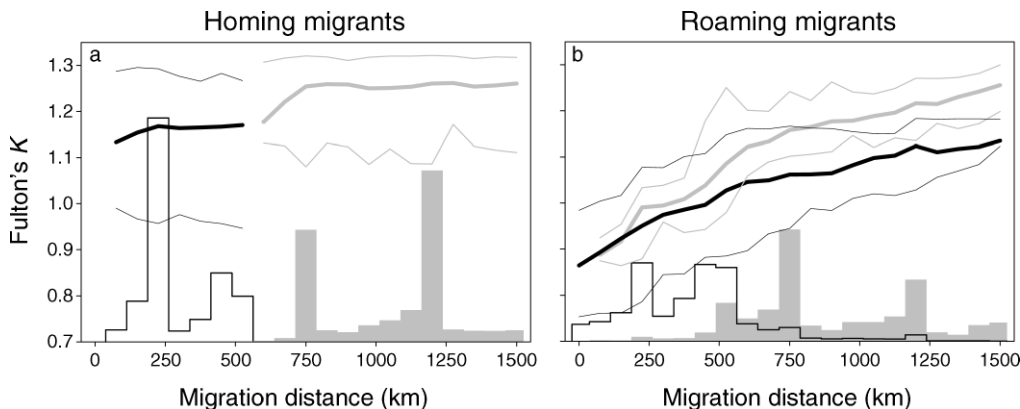 Homing migrants
Roaming migrants
a
b
Fulton's K
1.3
1.2
1.1
1.0
0.9
0.8
0.7
0 250 500 750 1000 1250 1500
0 250 500 750 1000 1250 1500
Migration distance (km)
Migration distance (km)